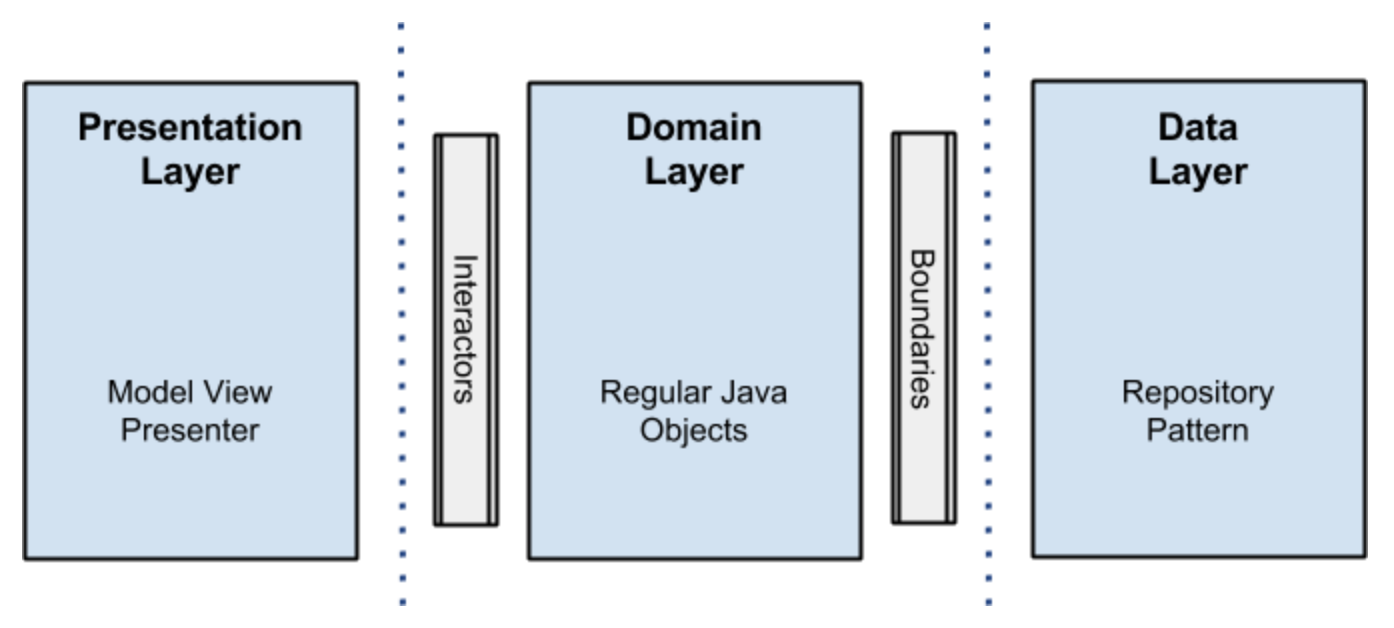 Presentation
Layer
Model View
Presenter
Interactors
Domain
Layer
Regular Java
Objects
Boundaries
Data
Layer
Repository
Pattern